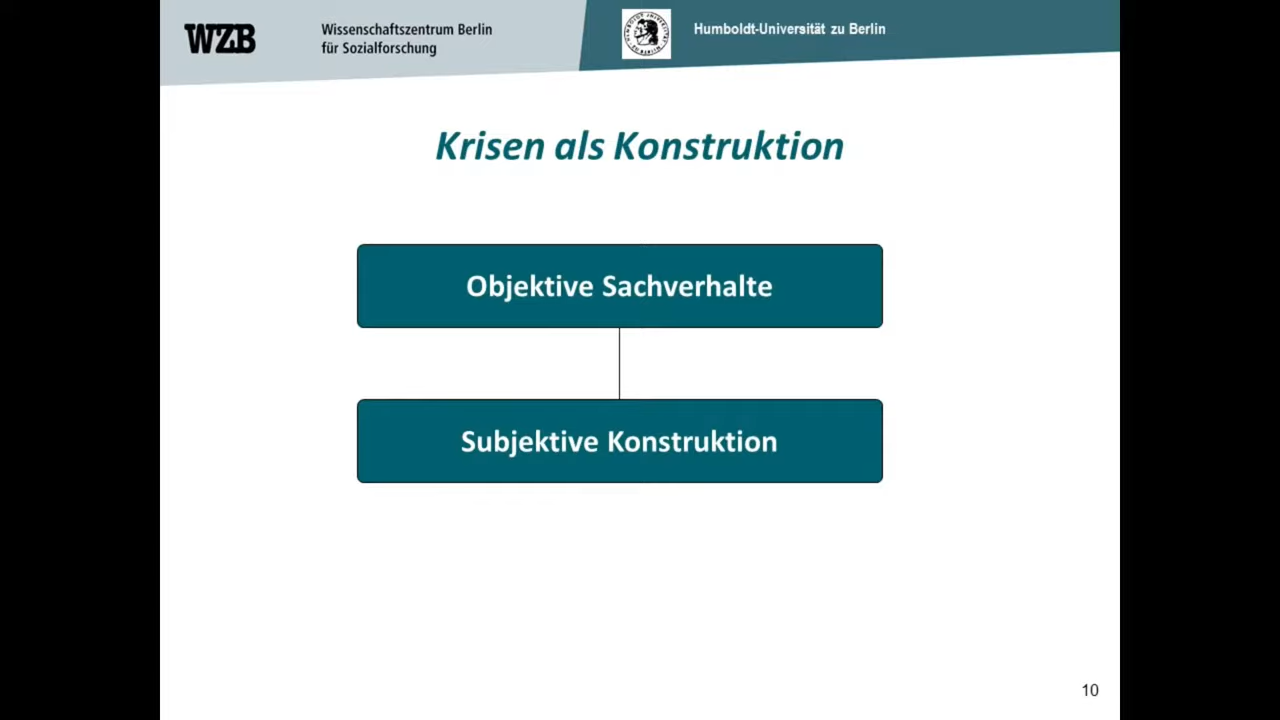 WZB
Wissenschaftszentrum Berlin
für Sozialforschung
Humboldt-Universität zu Berlin
Krisen als Konstruktion
Objektive Sachverhalte
Subjektive Konstruktion
10